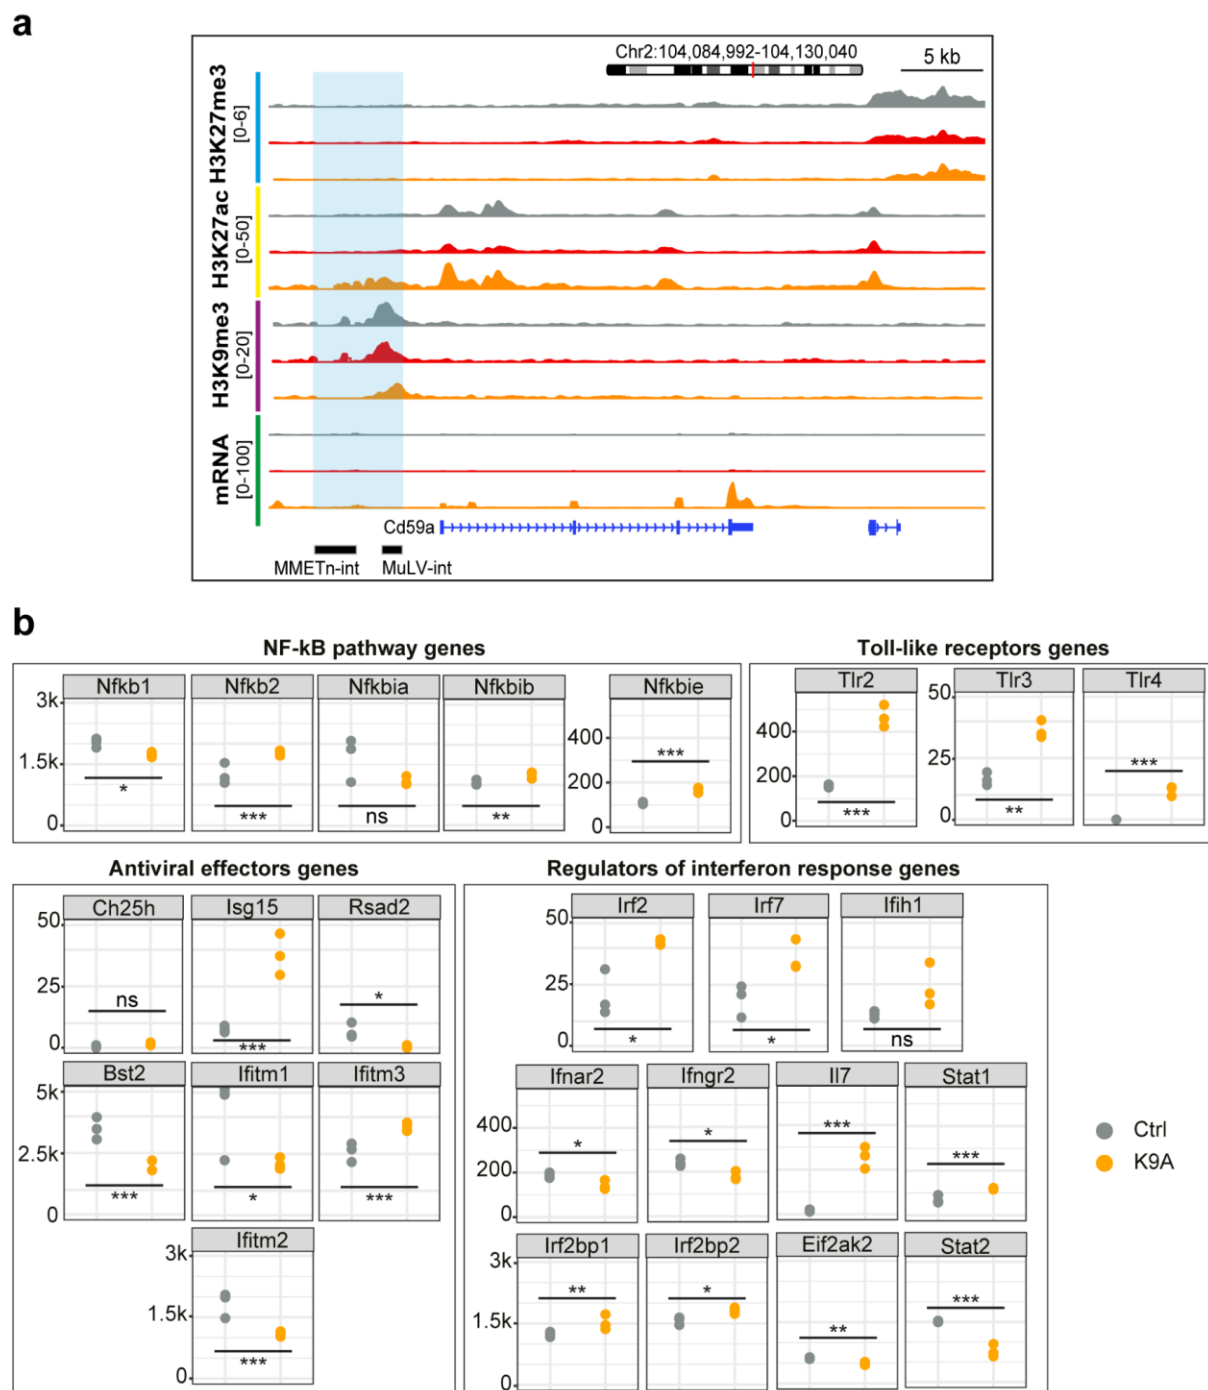 a
Chr2:104,084,992-104,130,040
5 kb
H3K27me3
[0-6]
H3K27ac
[0-50]
H3K9me3
[0-20]
mRNA
[0-100]
Cd59a
MMETn-int MuLV-int
b
NF-kB pathway genes
Nfkb1 Nfkb2 Nfkbia Nfkbib Nfkbie
3k
1.5k
0
400
200
0
* *** ns ** ***
Toll-like receptors genes
Tlr2 Tlr3 Tlr4
400
200
0
50
25
0
*** ** ***
Antiviral effectors genes
Ch25h Isg15 Rsad2
50
25
0
ns *** *
Bst2 Ifitm1 Ifitm3
5k
2.5k
0
*** * ***
Ifitm2
3k
1.5k
0
***
Regulators of interferon response genes
Irf2 Irf7 Ifih1
50
25
0
* * ns
Ifnar2 Ifngr2 Il7 Stat1
400
200
0
* * *** ***
Irf2bp1 Irf2bp2 Eif2ak2 Stat2
3k
1.5k
0
** * ** ***
Ctrl
K9A